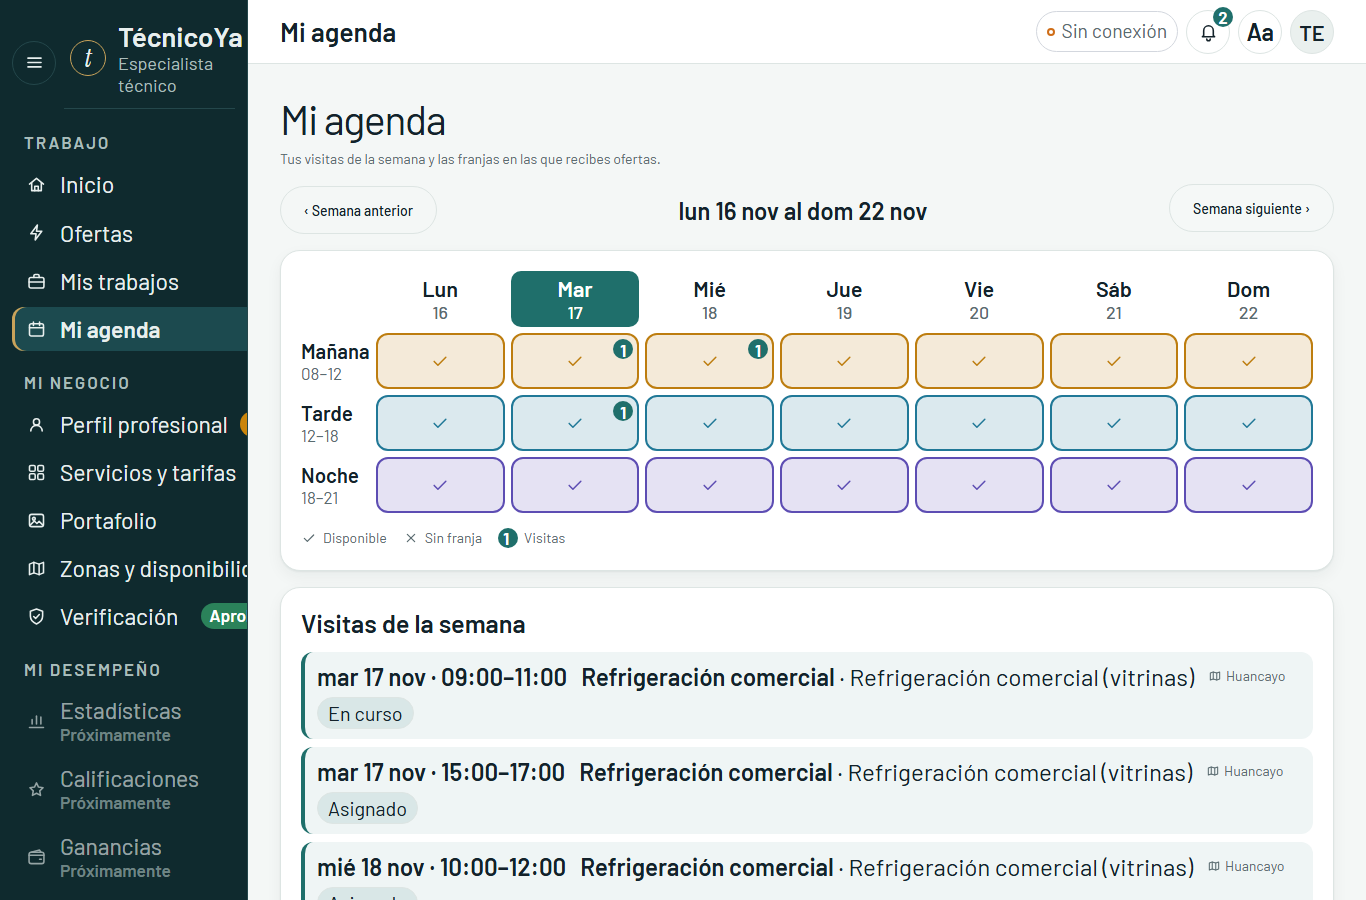 t
TécnicoYa
Especialista
técnico
TRABAJO
Inicio
Ofertas
Mis trabajos
Mi agenda
MI NEGOCIO
Perfil profesional
Servicios y tarifas
Portafolio
Zonas y disponibilid
Verificación Apro
MI DESEMPEÑO
Estadísticas
Próximamente
Calificaciones
Próximamente
Ganancias
Próximamente
Mi agenda
Sin conexión 2 Aa TE
Mi agenda
Tus visitas de la semana y las franjas en las que recibes ofertas.
‹ Semana anterior lun 16 nov al dom 22 nov Semana siguiente ›
Lun Mar Mié Jue Vie Sáb Dom
16 17 18 19 20 21 22
Mañana 1 1
08–12
Tarde 1
12–18
Noche
18–21
Disponible Sin franja 1 Visitas
Visitas de la semana
mar 17 nov · 09:00–11:00 Refrigeración comercial · Refrigeración comercial (vitrinas) Huancayo
En curso
mar 17 nov · 15:00–17:00 Refrigeración comercial · Refrigeración comercial (vitrinas) Huancayo
Asignado
mié 18 nov · 10:00–12:00 Refrigeración comercial · Refrigeración comercial (vitrinas) Huancayo